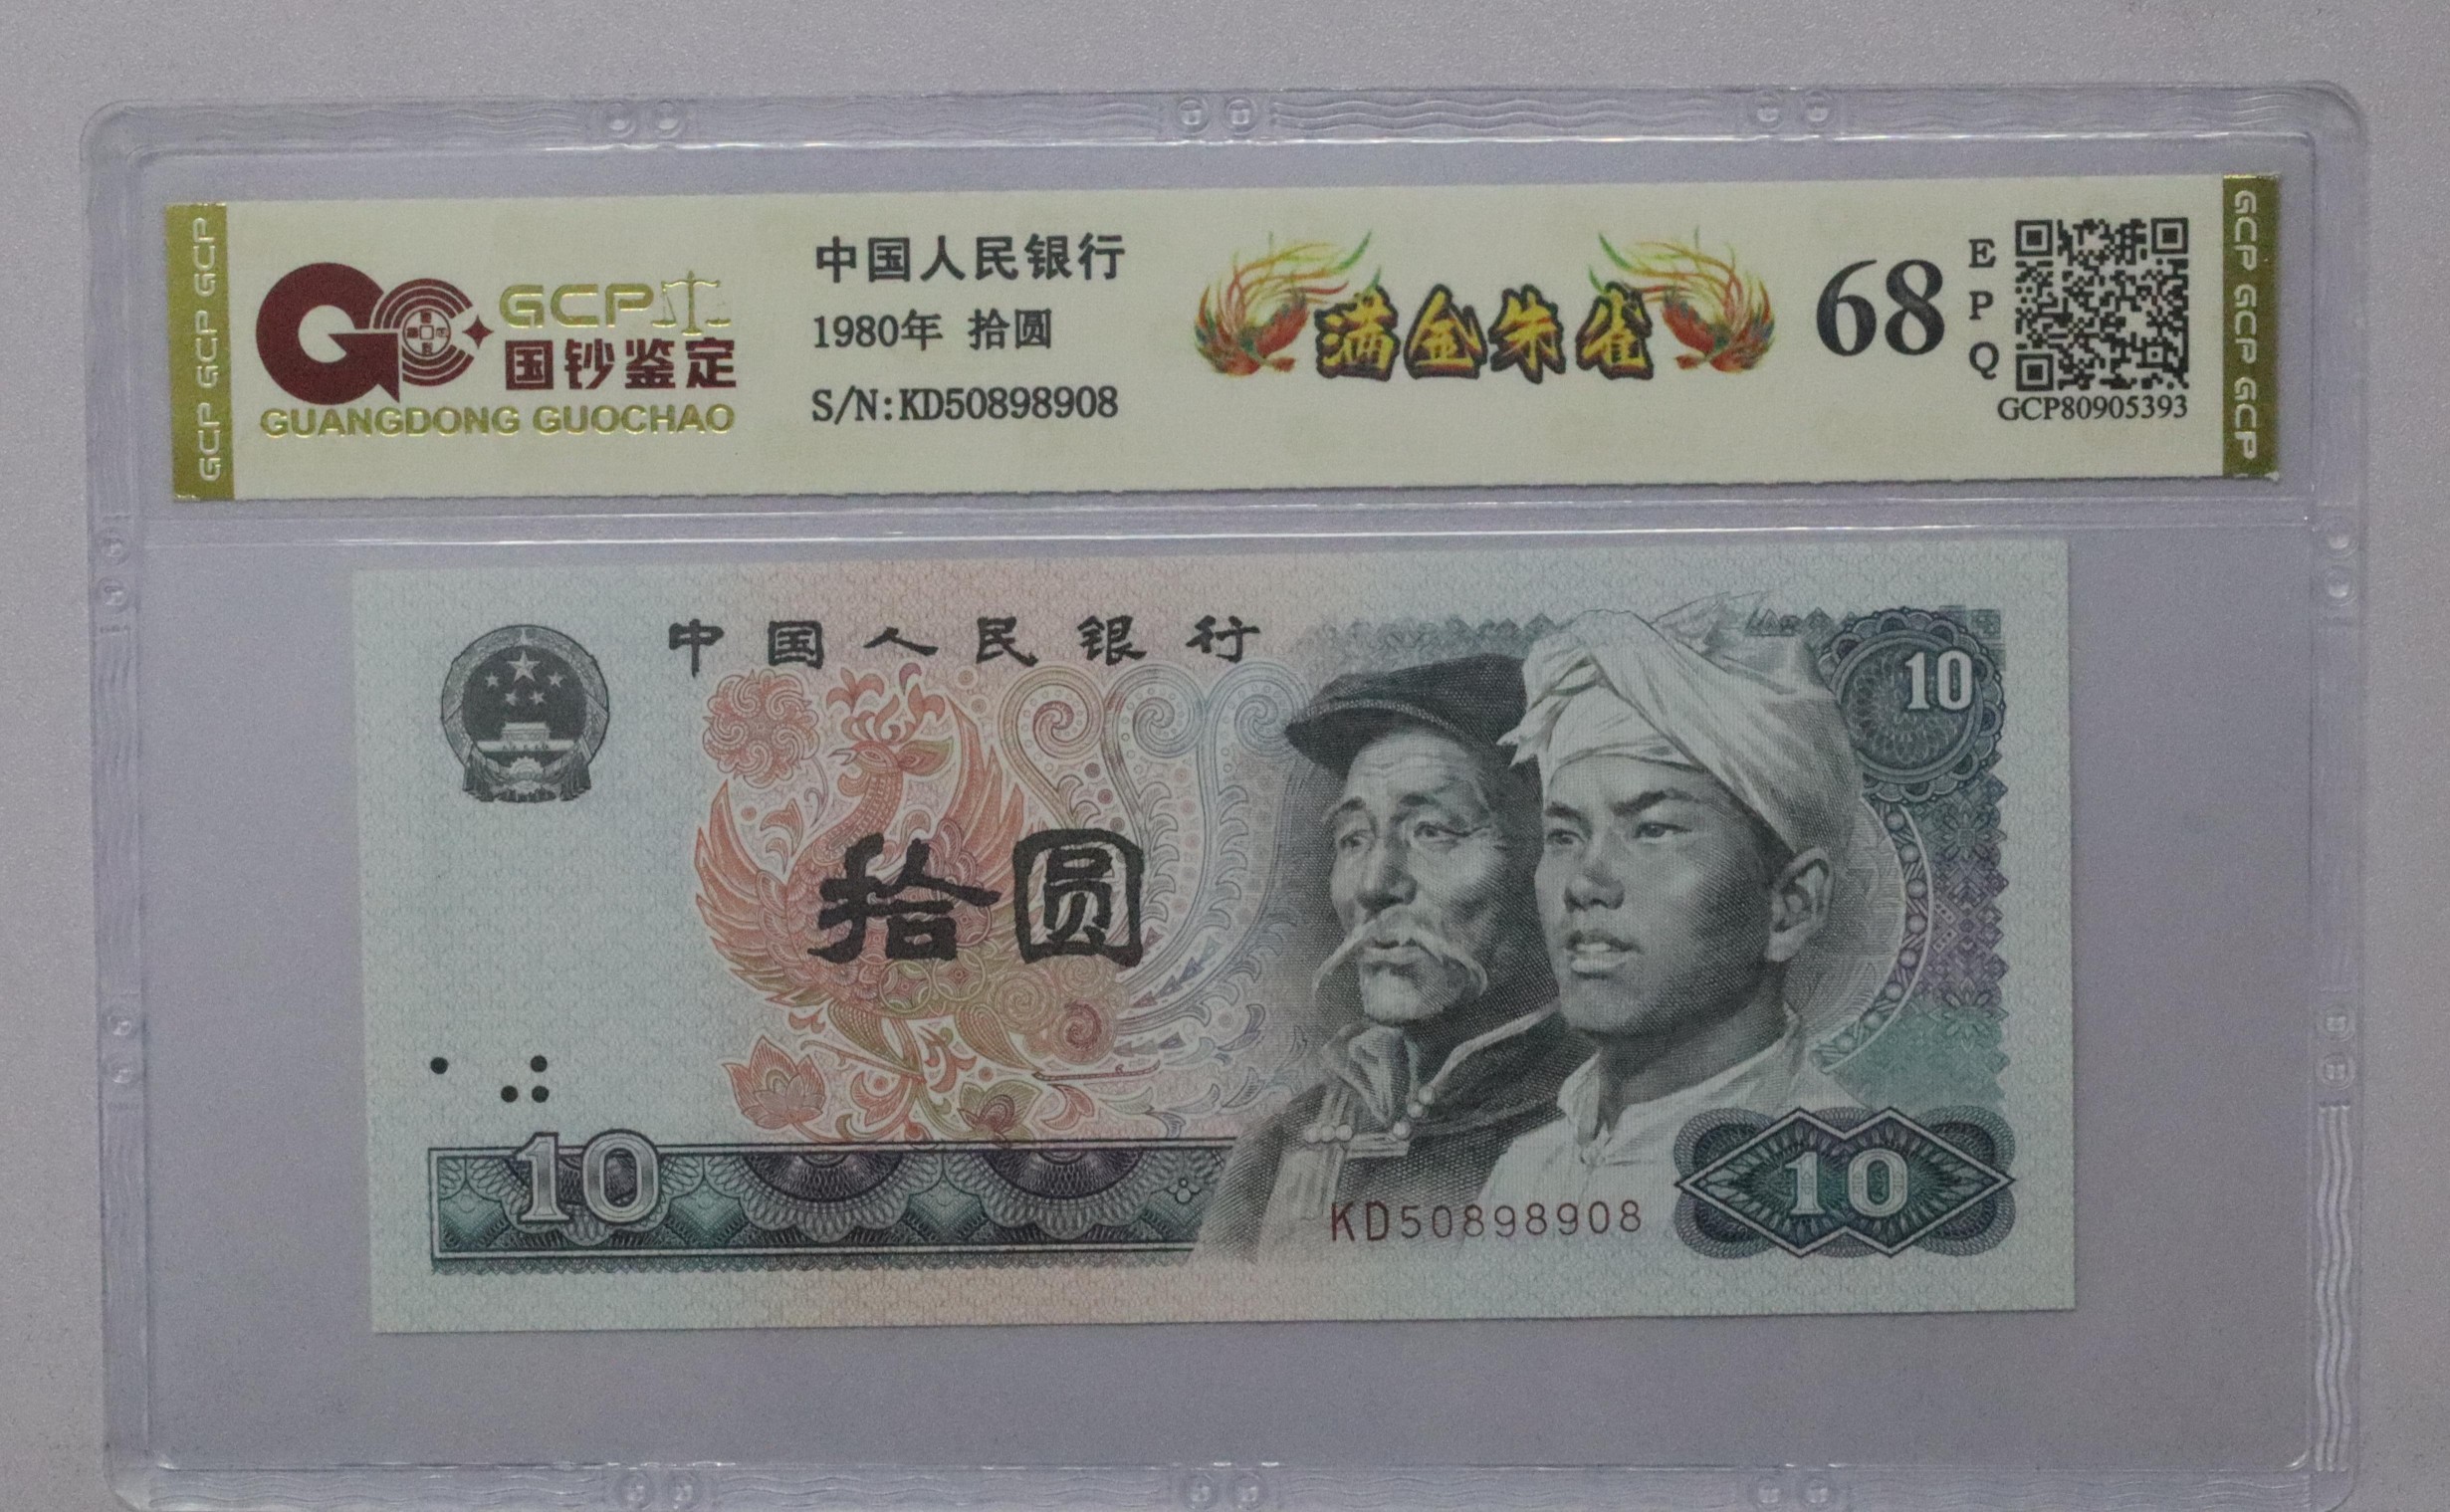 GCP GCP GCP
GCP
国钞鉴定
GUANGDONG GUOCHAO
中国人民银行
1980年 拾圆
S/N:KD50898908
满金朱雀
68
E
P
Q
GCP80905393
GCP GCP GCP
中国人民银行
10
拾圆
10
KD50898908
10